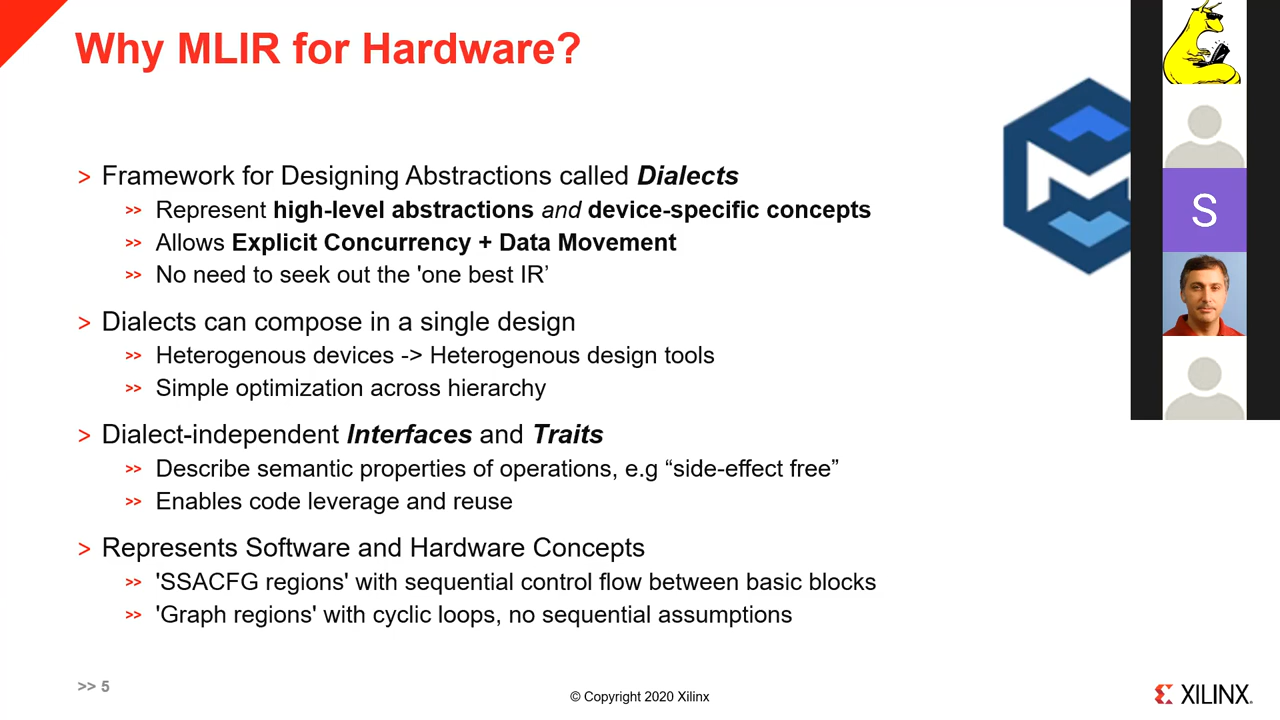 Why MLIR for Hardware?
> Framework for Designing Abstractions called Dialects
>> Represent high-level abstractions and device-specific concepts
>> Allows Explicit Concurrency + Data Movement
>> No need to seek out the 'one best IR’
> Dialects can compose in a single design
>> Heterogenous devices -> Heterogenous design tools
>> Simple optimization across hierarchy
> Dialect-independent Interfaces and Traits
>> Describe semantic properties of operations, e.g “side-effect free”
>> Enables code leverage and reuse
> Represents Software and Hardware Concepts
>> 'SSACFG regions' with sequential control flow between basic blocks
>> 'Graph regions' with cyclic loops, no sequential assumptions
S
>> 5
© Copyright 2020 Xilinx
XILINX.